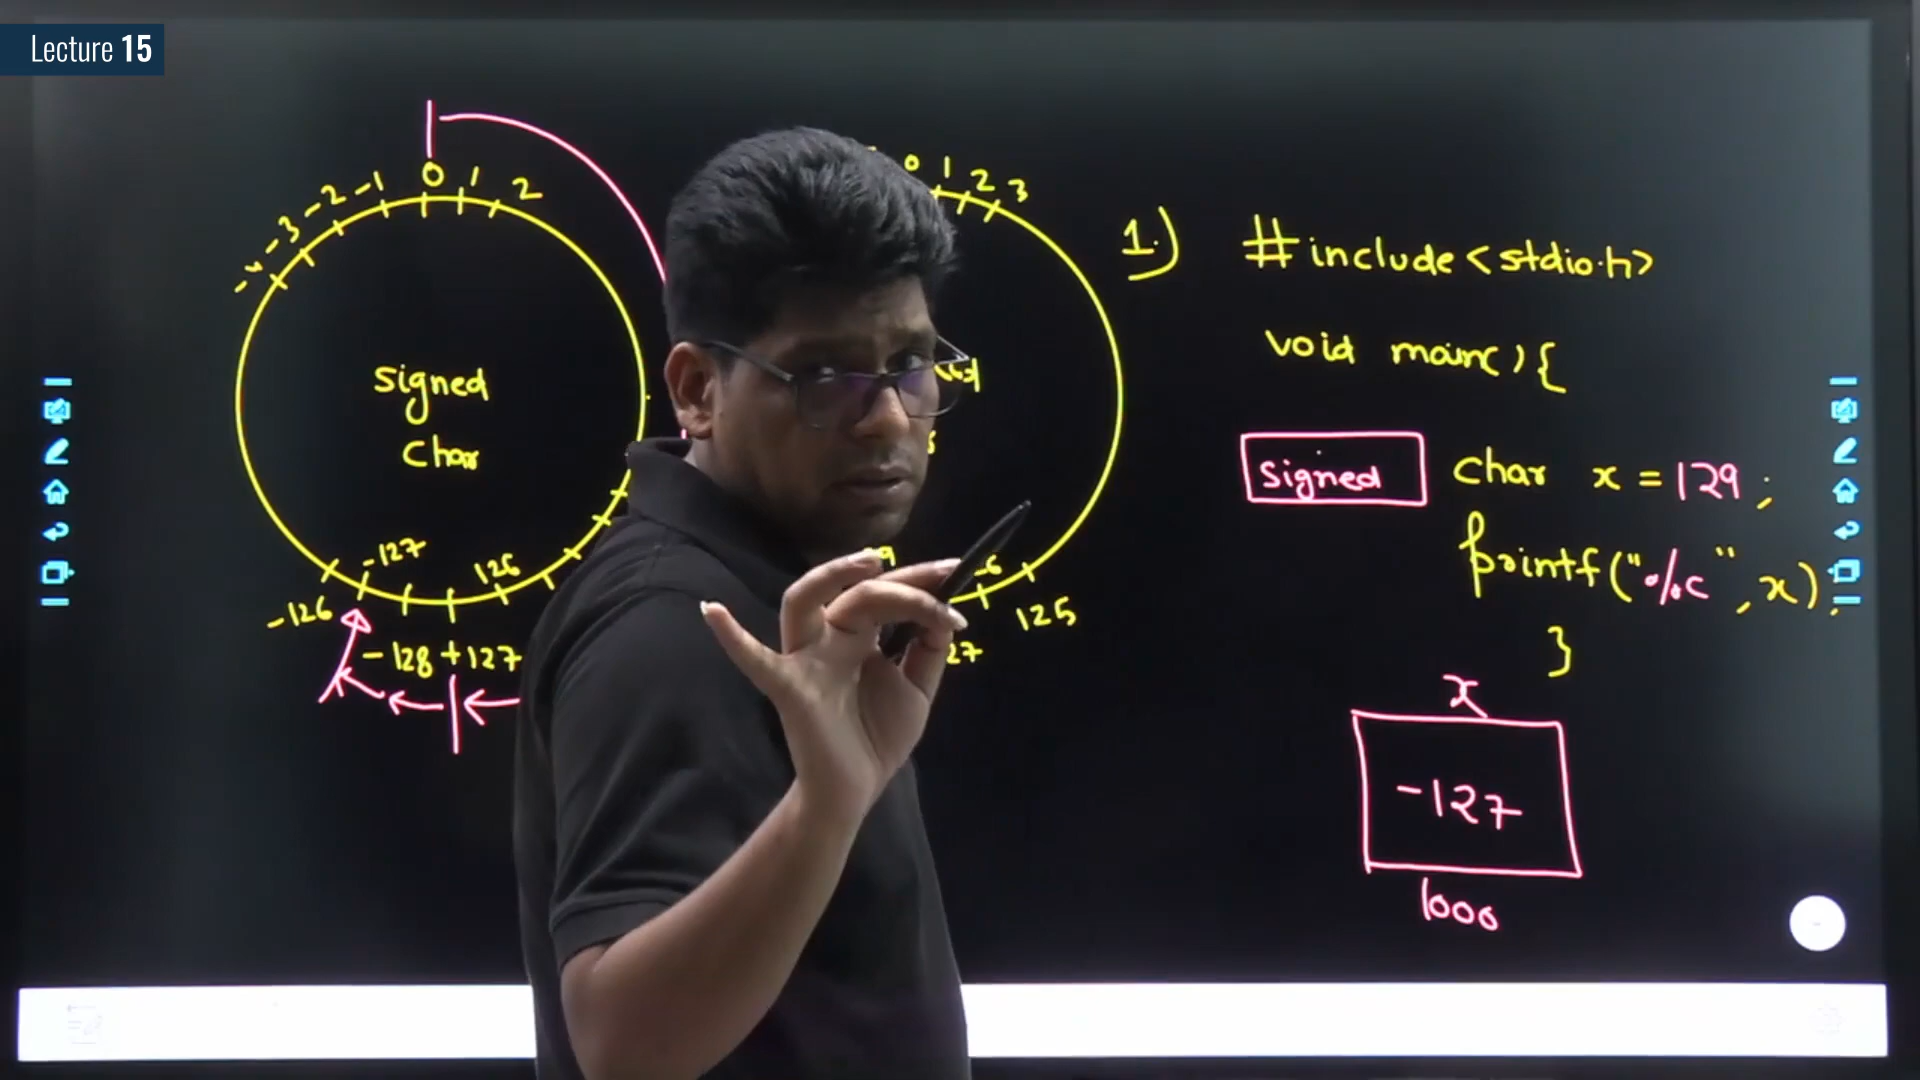 Lecture 15
0 1 2
-1
-2
-3
-4
signed
char
-127
126
-126
-128 +127
0 1 2 3
125
1.) #include<stdio.h>
void main(){
signed char x = 129;
printf("%c", x);
}
x
-127
1000